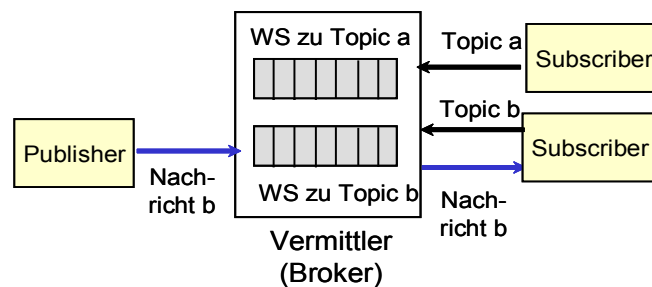 WS zu Topic a
Topic a
Subscriber
Topic b
Publisher
Subscriber
Nach-
richt b
WS zu Topic b
Nach-
richt b
Vermittler
(Broker)